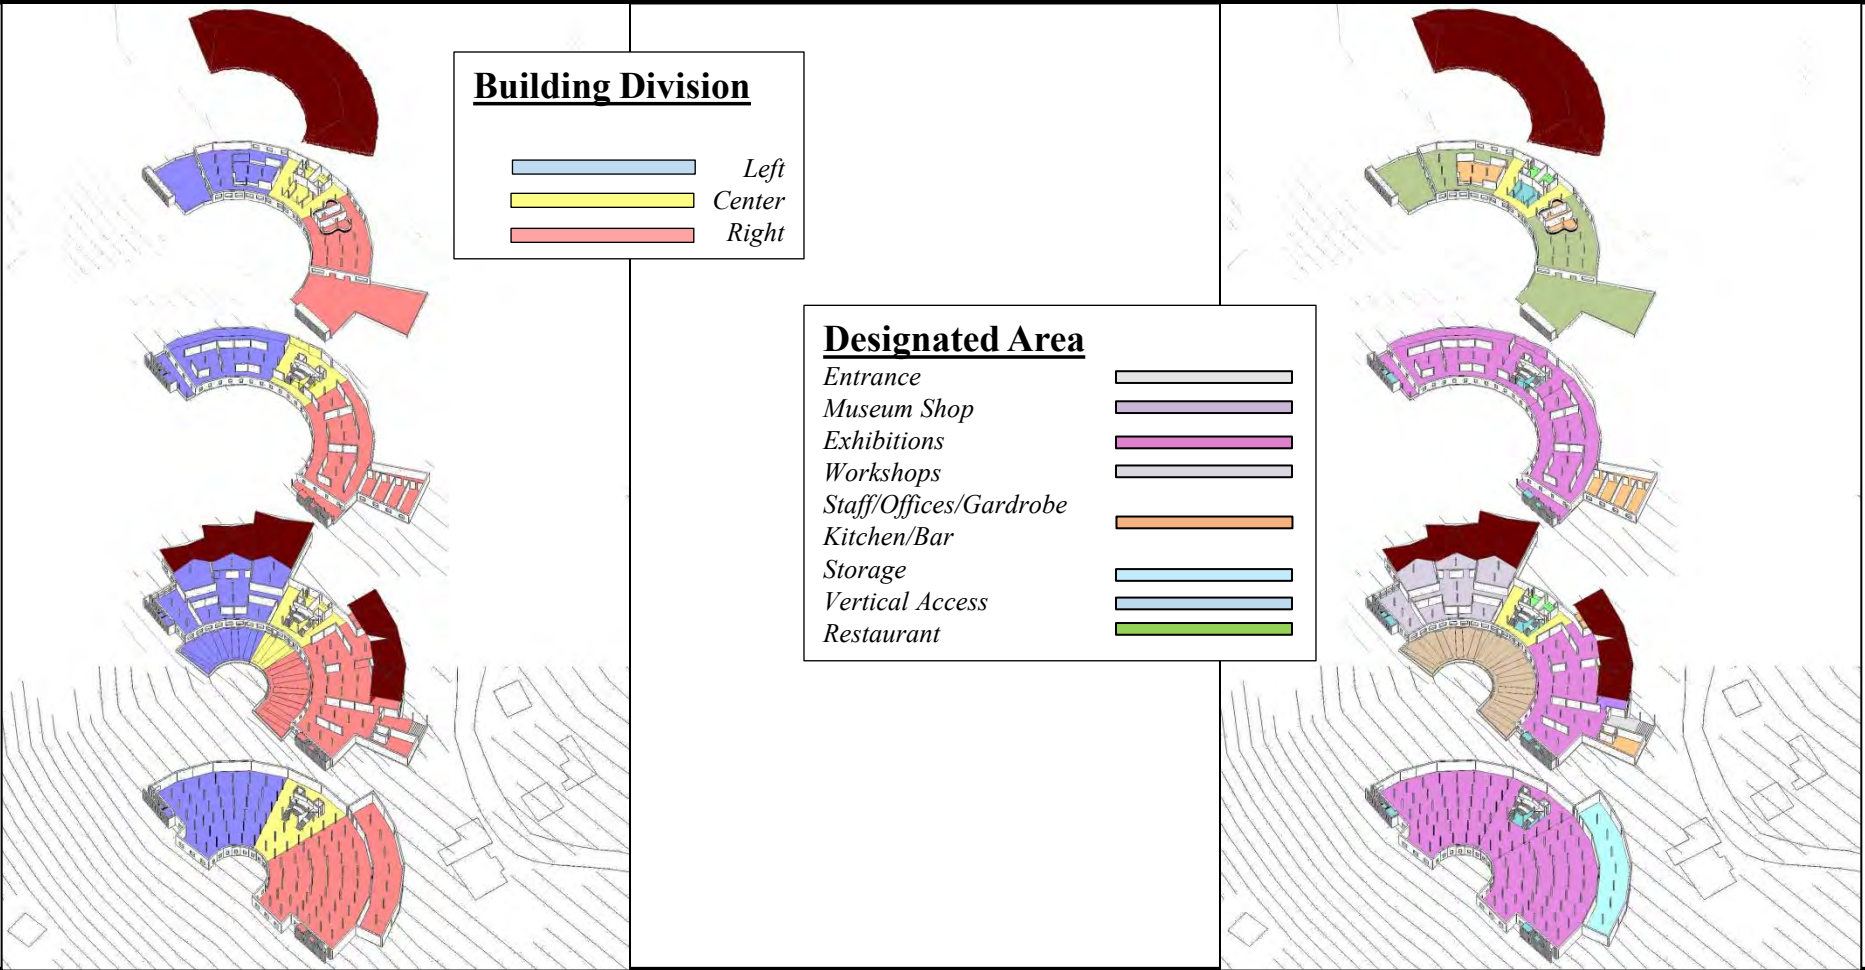 Building Division
Left
Center
Right
Designated Area
Entrance
Museum Shop
Exhibitions
Workshops
Staff/Offices/Gardrobe
Kitchen/Bar
Storage
Vertical Access
Restaurant